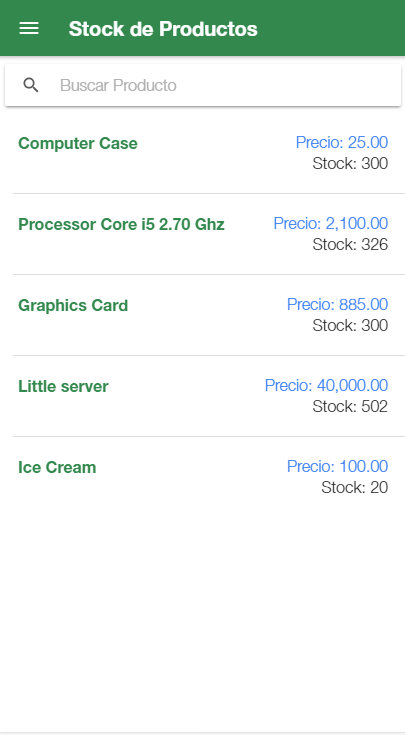 Stock de Productos
Buscar Producto
Computer Case
Precio: 25.00
Stock: 300
Processor Core i5 2.70 Ghz
Precio: 2,100.00
Stock: 326
Graphics Card
Precio: 885.00
Stock: 300
Little server
Precio: 40,000.00
Stock: 502
Ice Cream
Precio: 100.00
Stock: 20